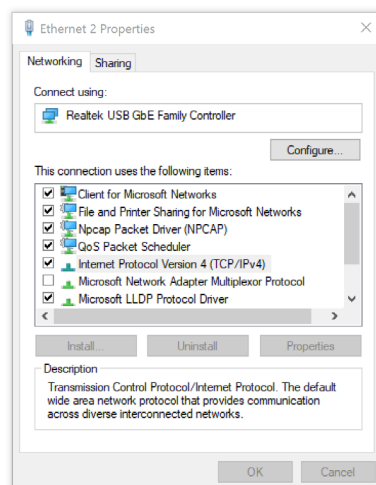 Ethernet 2 Properties
Networking
Sharing
Connect using:
Realtek USB GbE Family Controller
Configure...
This connection uses the following items:
Client for Microsoft Networks
File and Printer Sharing for Microsoft Networks
Npcap Packet Driver (NPCAP)
QoS Packet Scheduler
Internet Protocol Version 4 (TCP/IPv4)
Microsoft Network Adapter Multiplexor Protocol
Microsoft LLDP Protocol Driver
Install...
Uninstall
Properties
Description
Transmission Control Protocol/Internet Protocol. The default
wide area network protocol that provides communication
across diverse interconnected networks.
OK
Cancel